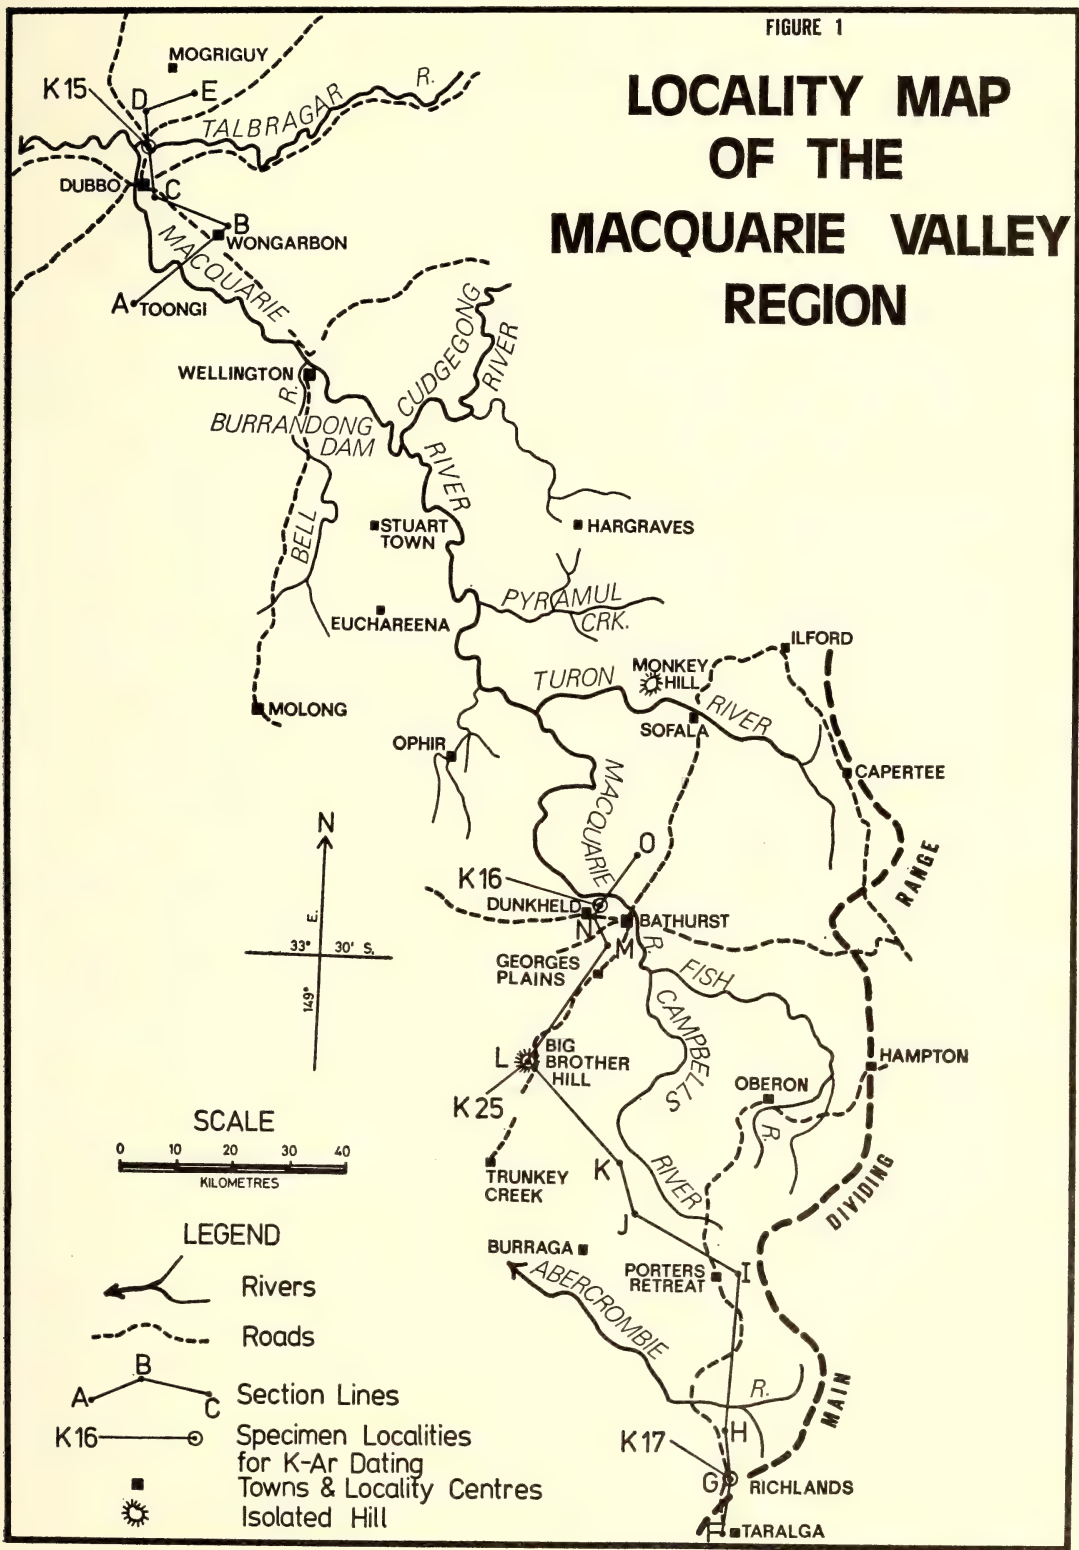 FIGURE 1
LOCALITY MAP
OF THE
MACQUARIE VALLEY
REGION
MOGRIGUY
K15
D
E
TALBRAGAR
R.
DUBBO
C
B
WONGARBON
MACQUARIE
A
TOONGI
WELLINGTON
R.
CUDGEGONG
RIVER
BURRANDONG
DAM
RIVER
BELL
STUART
TOWN
HARGRAVES
PYRAMUL
CRK.
EUCHAREENA
ILFORD
MONKEY
HILL
TURON
RIVER
SOFALA
MOLONG
OPHIR
CAPERTEE
MACQUARIE
O
N
RANGE
K16
DUNKHELD
N
BATHURST
M
R.
GEORGES
PLAINS
FISH
E.
33° 30' S.
149°
CAMPBELLS
L
BIG
BROTHER
HILL
HAMPTON
K25
OBERON
R.
SCALE
0 10 20 30 40
KILOMETRES
TRUNKEY
CREEK
K
RIVER
DIVIDING
J
LEGEND
BURRAGA
PORTERS
RETREAT
I
ABERCROMBIE
Rivers
Roads
B
A
C
Section Lines
R.
MAIN
K16
Specimen Localities
for K-Ar Dating
Towns & Locality Centres
Isolated Hill
H
K17
G
RICHLANDS
F
TARALGA